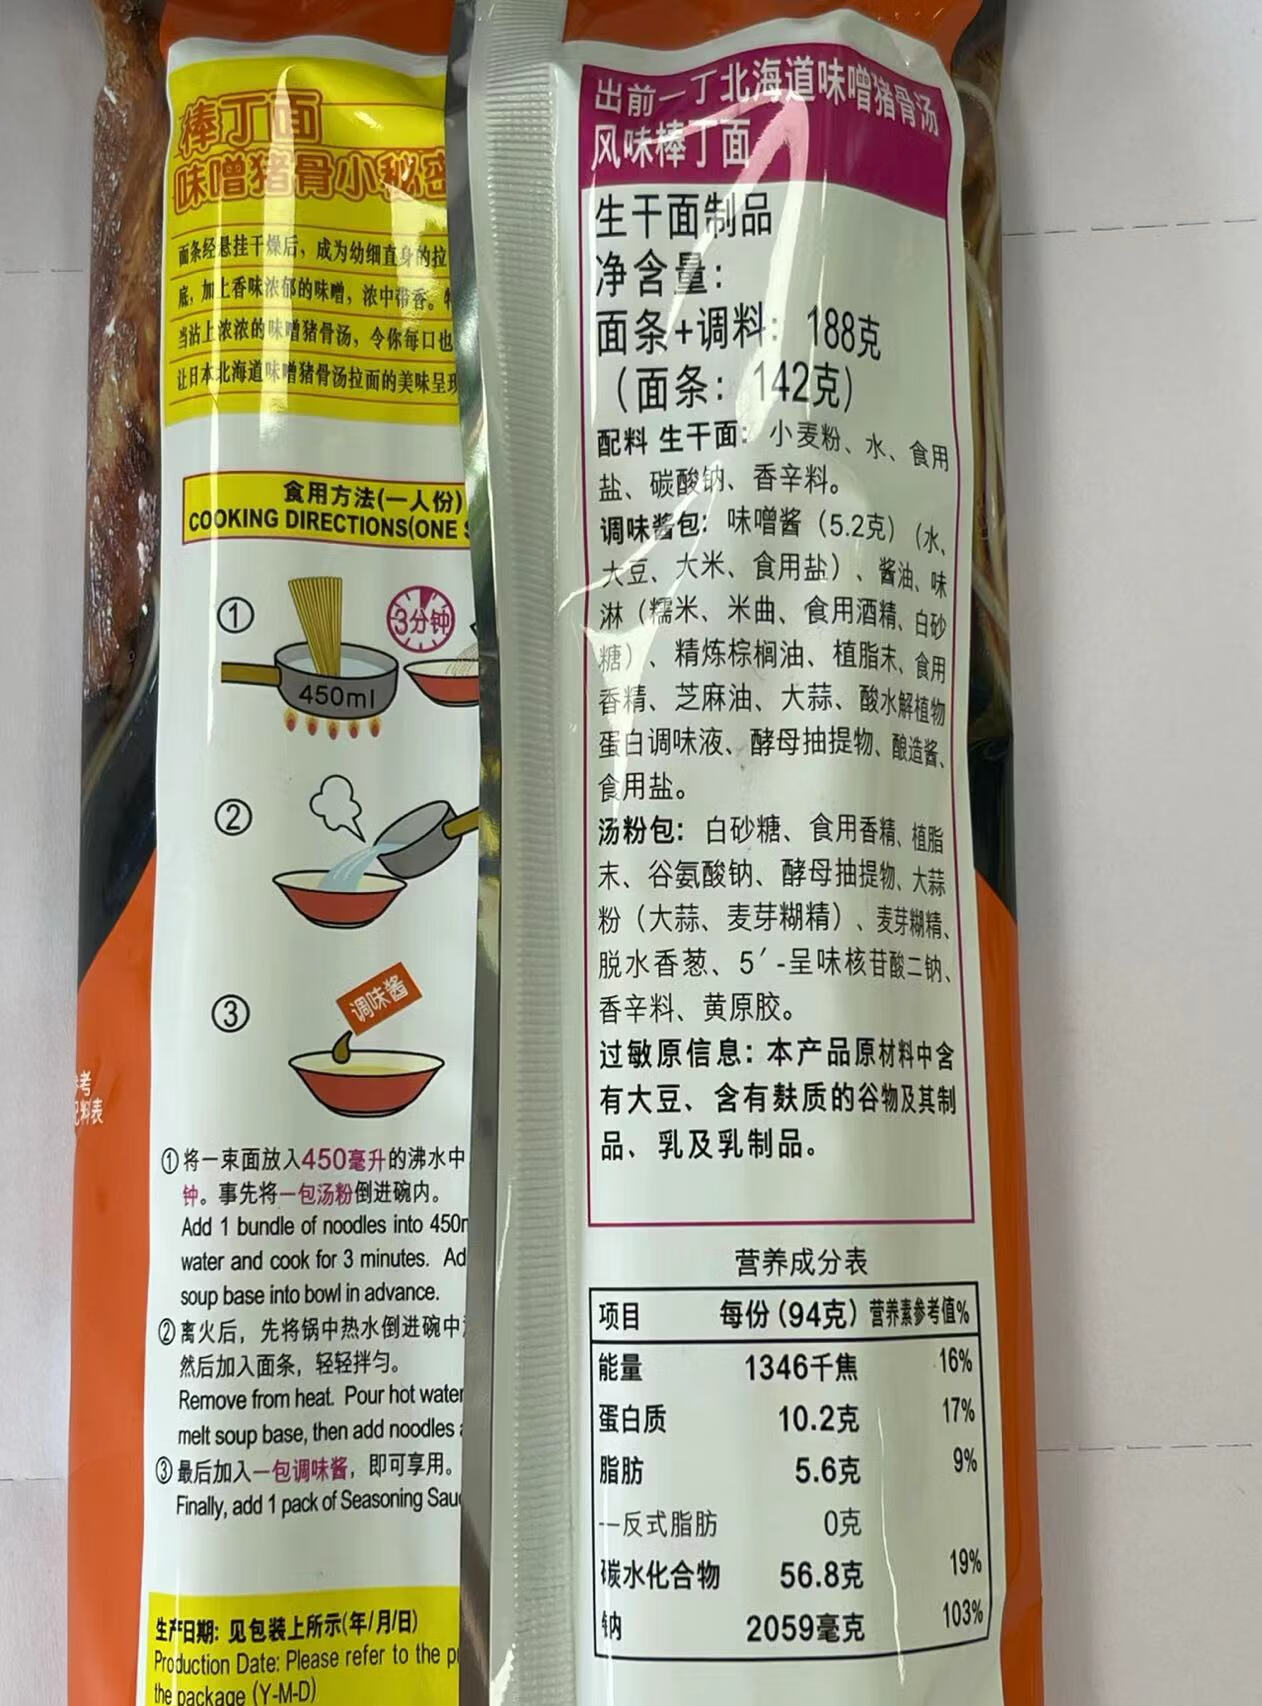 棒丁面
味噌猪骨小秘密
面条经悬挂干燥后，成为幼细直身的拉
底，加上香味浓郁的味噌，浓中带香。
当沾上浓浓的味噌猪骨汤，令你每口也
让日本北海道味噌猪骨汤拉面的美味呈现
食用方法(一人份)
COOKING DIRECTIONS(ONE
①
3分钟
450ml
②
③
调味酱
①将一束面放入450毫升的沸水中
钟。事先将一包汤粉倒进碗内。
Add 1 bundle of noodles into 450
water and cook for 3 minutes. Ad
soup base into bowl in advance.
②离火后，先将锅中热水倒进碗中
然后加入面条，轻轻拌匀。
Remove from heat. Pour hot water
melt soup base, then add noodles
③最后加入一包调味酱，即可享用。
Finally, add 1 pack of Seasoning Sau
生产日期: 见包装上所示(年/月/日)
Production Date: Please refer to the p
the package (Y-M-D)
考
料表
出前一丁北海道味噌猪骨汤
风味棒丁面
生干面制品
净含量：
面条+调料：188克
（面条：142克）
配料 生干面：小麦粉、水、食用
盐、碳酸钠、香辛料。
调味酱包：味噌酱（5.2克）（水、
大豆、大米、食用盐）、酱油、味
淋（糯米、米曲、食用酒精、白砂
糖）、精炼棕榈油、植脂末、食用
香精、芝麻油、大蒜、酸水解植物
蛋白调味液、酵母抽提物、酿造酱、
食用盐。
汤粉包：白砂糖、食用香精、植脂
末、谷氨酸钠、酵母抽提物、大蒜
粉（大蒜、麦芽糊精）、麦芽糊精、
脱水香葱、5′-呈味核苷酸二钠、
香辛料、黄原胶。
过敏原信息：本产品原材料中含
有大豆、含有麸质的谷物及其制
品、乳及乳制品。
营养成分表
项目 每份（94克） 营养素参考值%
能量 1346千焦 16%
蛋白质 10.2克 17%
脂肪 5.6克 9%
--反式脂肪 0克
碳水化合物 56.8克 19%
钠 2059毫克 103%